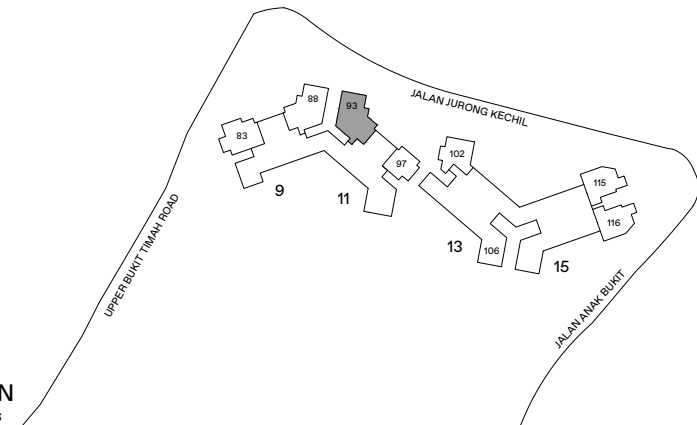 88
93
JALAN JURONG KECHIL
83
102
97
115
9
11
116
13
106
15
UPPER BUKIT TIMAH ROAD
JALAN ANAK BUKIT
N
s